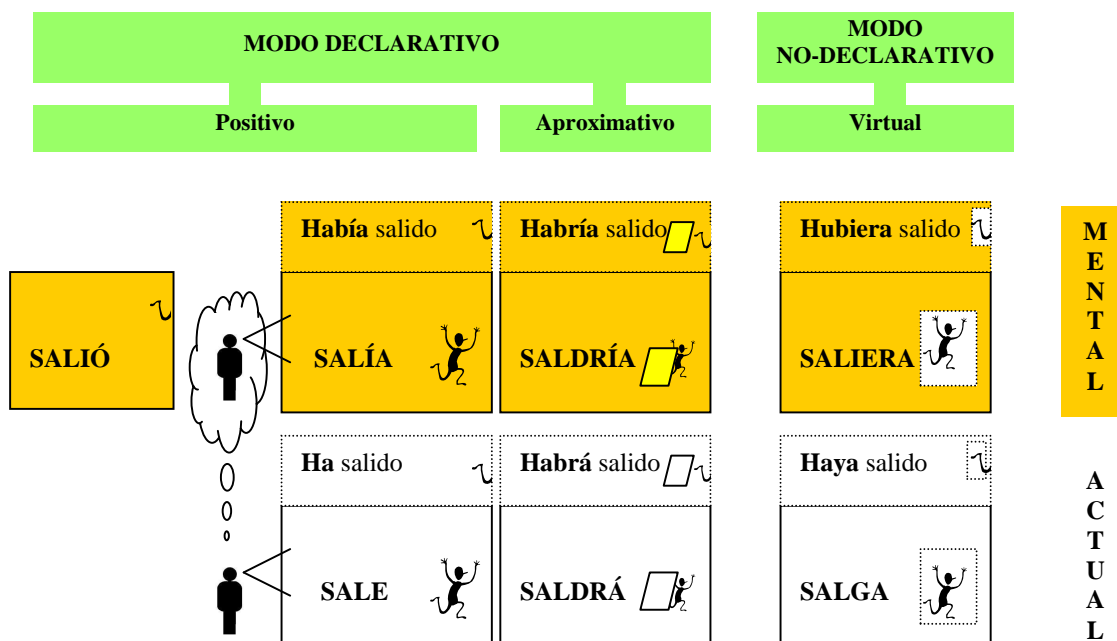 MODO DECLARATIVO
MODO
NO-DECLARATIVO
Positivo
Aproximativo
Virtual
Había salido
Habría salido
Hubiera salido
SALIÓ
SALÍA
SALDRÍA
SALIERA
M
E
N
T
A
L
Ha salido
Habrá salido
Haya salido
SALE
SALDRÁ
SALGA
A
C
T
U
A
L